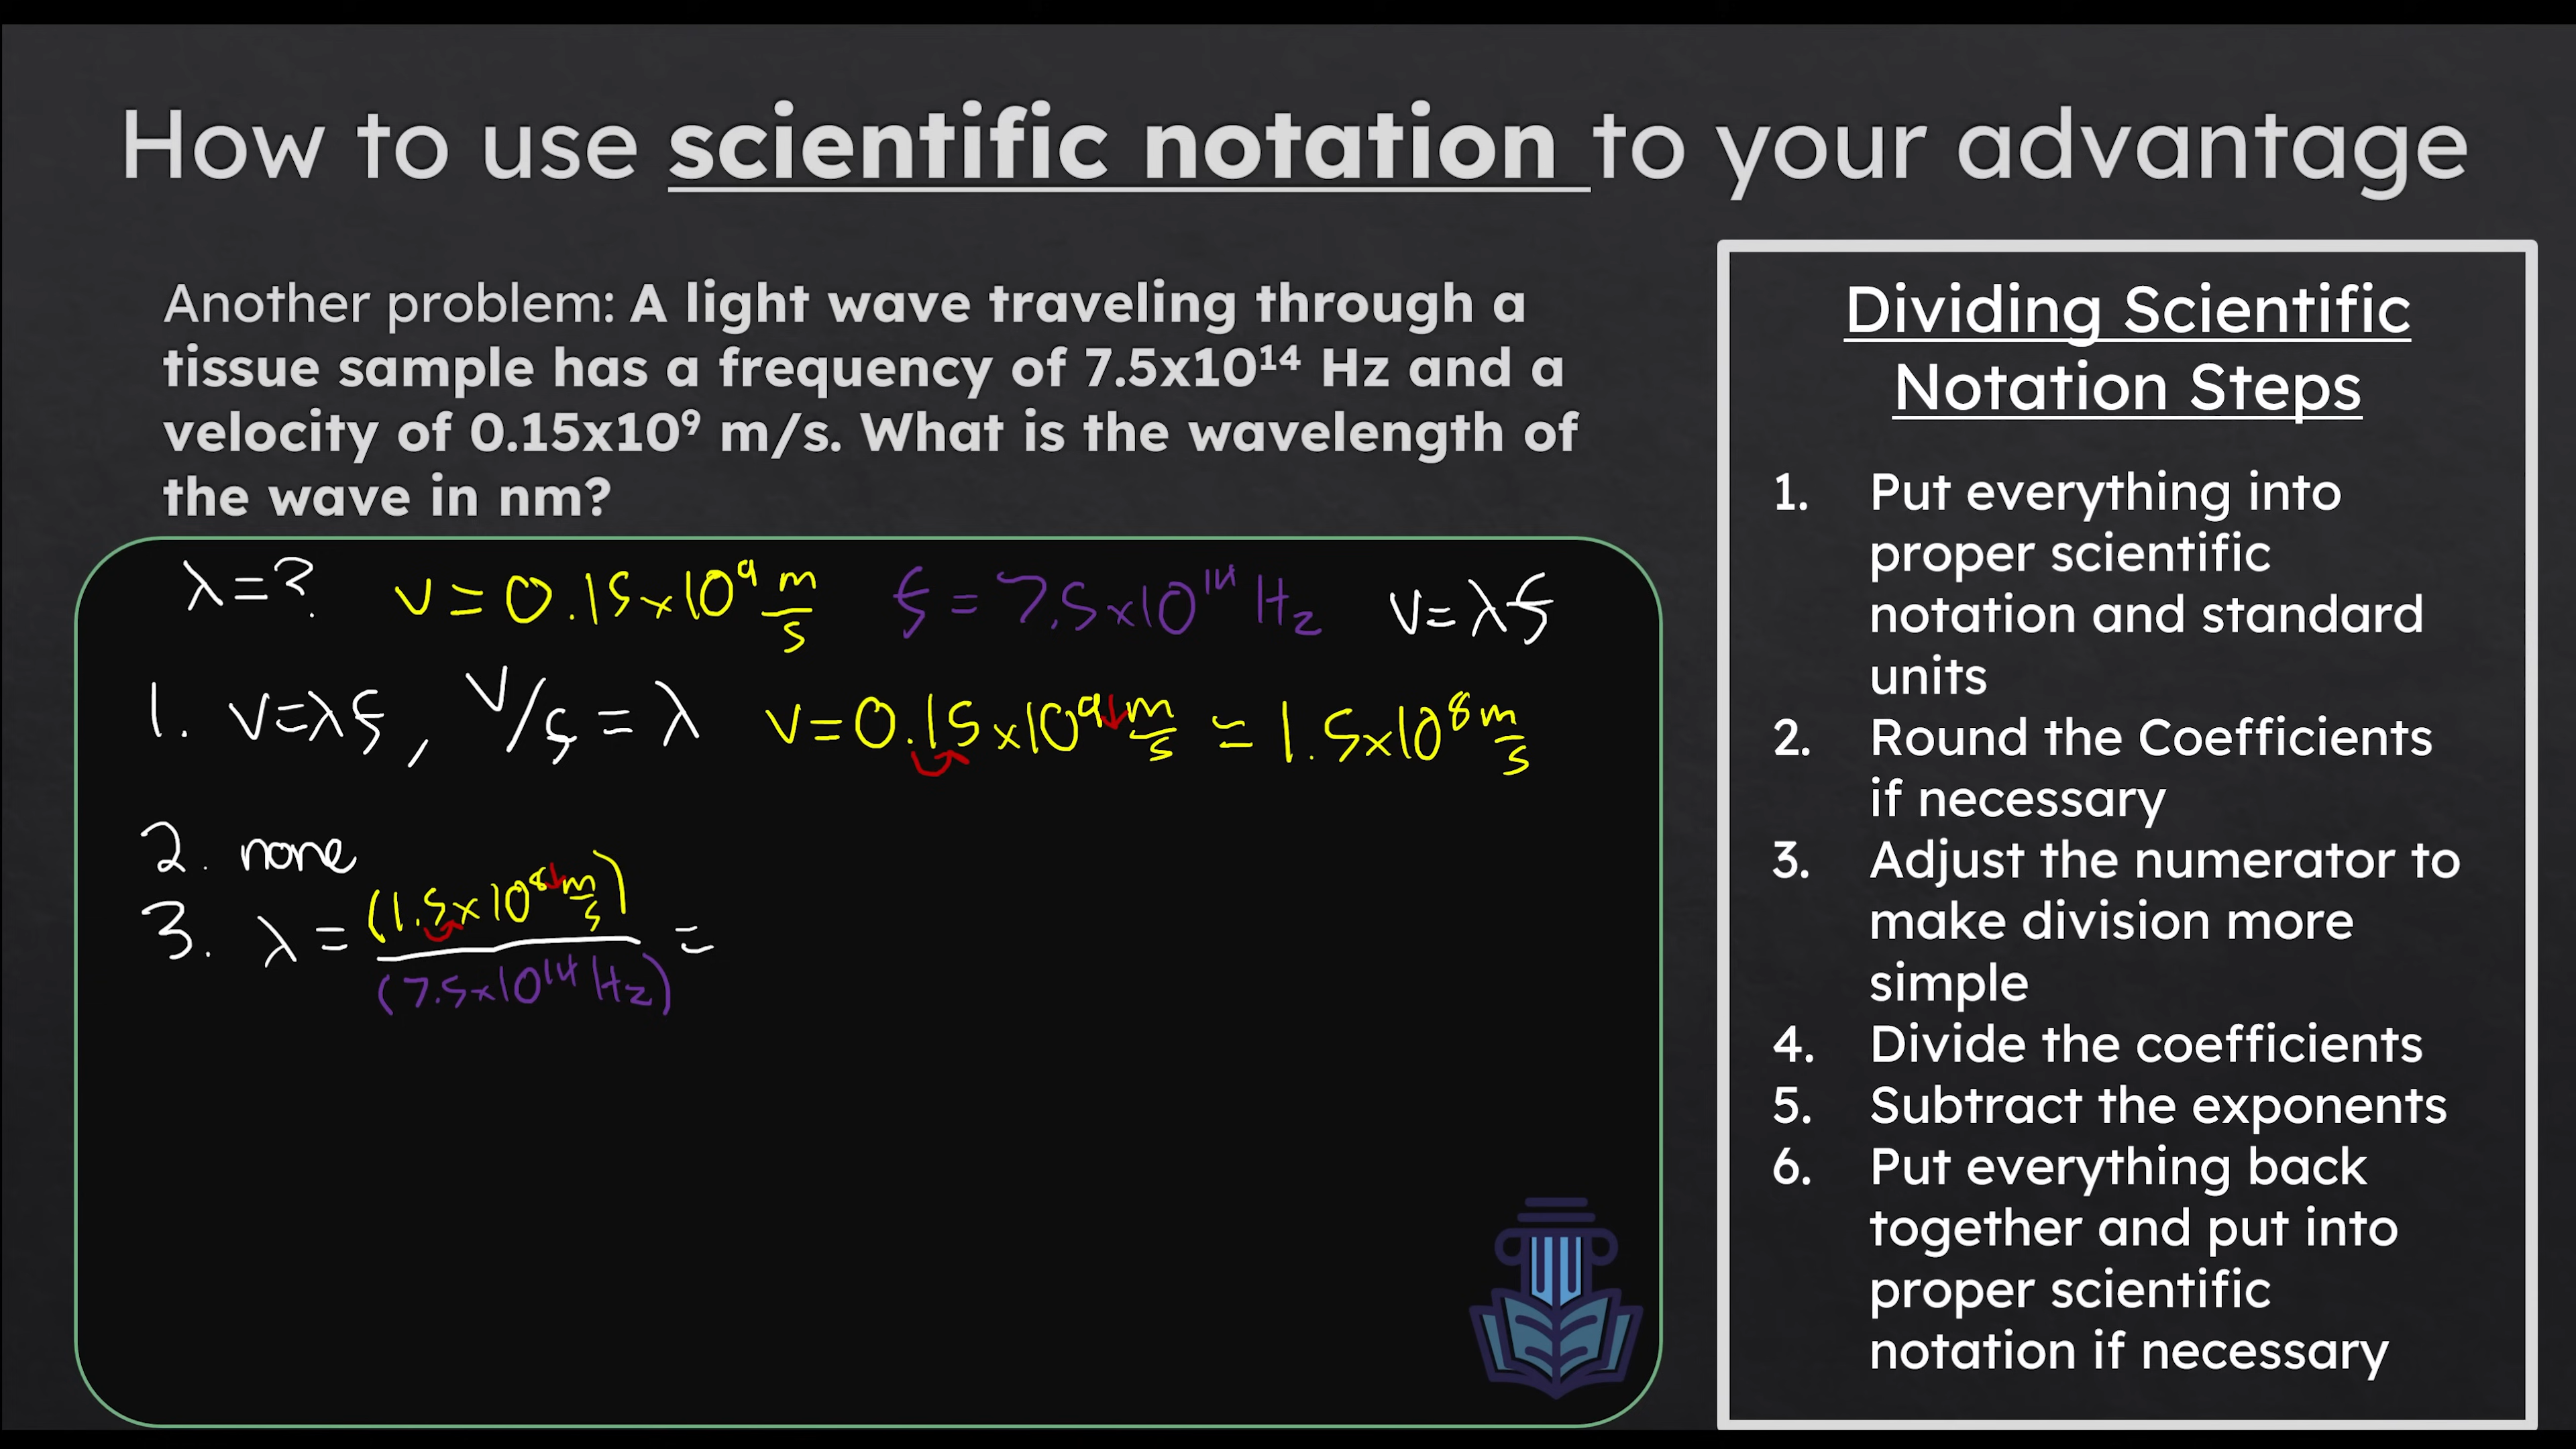 How to use scientific notation to your advantage
Another problem: A light wave traveling through a
tissue sample has a frequency of 7.5x10¹⁴ Hz and a
velocity of 0.15x10⁹ m/s. What is the wavelength of
the wave in nm?
λ=? v=0.15x10⁹ m/s f=7.5x10¹⁴ Hz v=λf
1. v=λf, v/f=λ v=0.15x10⁹ m/s = 1.5x10⁸ m/s
2. none
3. λ= (1.5x10⁸ m/s) / (7.5x10¹⁴ Hz) =
Dividing Scientific
Notation Steps
1. Put everything into
proper scientific
notation and standard
units
2. Round the Coefficients
if necessary
3. Adjust the numerator to
make division more
simple
4. Divide the coefficients
5. Subtract the exponents
6. Put everything back
together and put into
proper scientific
notation if necessary